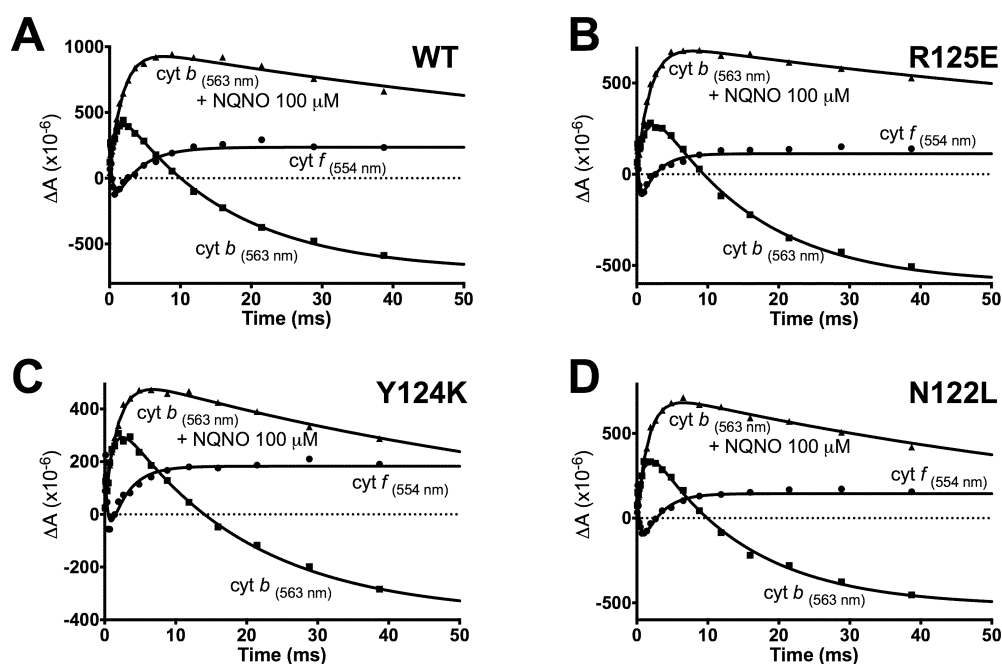 A
WT
1000
500
0
-500
ΔA (x10-6)
cyt b (563 nm)
+ NQNO 100 μM
cyt f (554 nm)
cyt b (563 nm)
0 10 20 30 40 50
Time (ms)
B
R125E
500
0
-500
ΔA (x10-6)
cyt b (563 nm)
+ NQNO 100 μM
cyt f (554 nm)
cyt b (563 nm)
0 10 20 30 40 50
Time (ms)
C
Y124K
400
200
0
-200
-400
ΔA (x10-6)
cyt b (563 nm)
+ NQNO 100 μM
cyt f (554 nm)
cyt b (563 nm)
0 10 20 30 40 50
Time (ms)
D
N122L
500
0
-500
ΔA (x10-6)
cyt b (563 nm)
+ NQNO 100 μM
cyt f (554 nm)
cyt b (563 nm)
0 10 20 30 40 50
Time (ms)